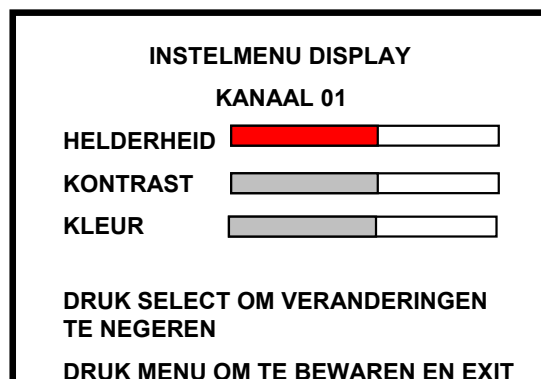 INSTELMENU DISPLAY
KANAAL 01
HELDERHEID
KONTRAST
KLEUR
DRUK SELECT OM VERANDERINGEN
TE NEGEREN
DRUK MENU OM TE BEWAREN EN EXIT